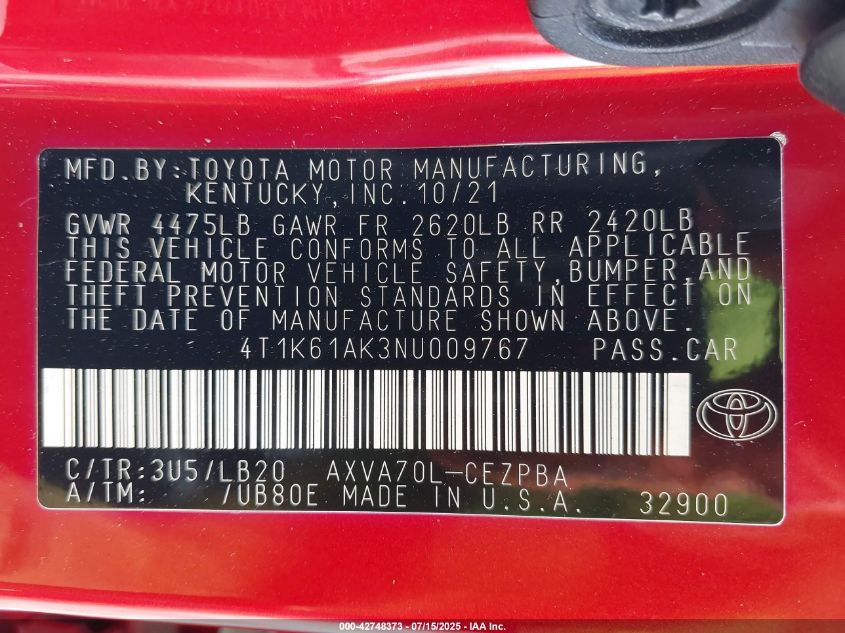 MFD.BY:TOYOTA MOTOR MANUFACTURING,
KENTUCKY,INC.10/21
GVWR 4475LB GAWR FR 2620LB RR 2420LB
THIS VEHICLE CONFORMS TO ALL APPLICABLE
FEDERAL MOTOR VEHICLE SAFETY,BUMPER,AND
THEFT PREVENTION STANDARDS IN EFFECT ON
THE DATE OF MANUFACTURE SHOWN ABOVE.
4T1K61AK3NU009767 PASS.CAR
C/TR:3U5/LB20 AXVA70L-CEZPBA
A/TM: /UB80E MADE IN U.S.A. 32900
000-42748373 - 07/15/2025 - IAA Inc.